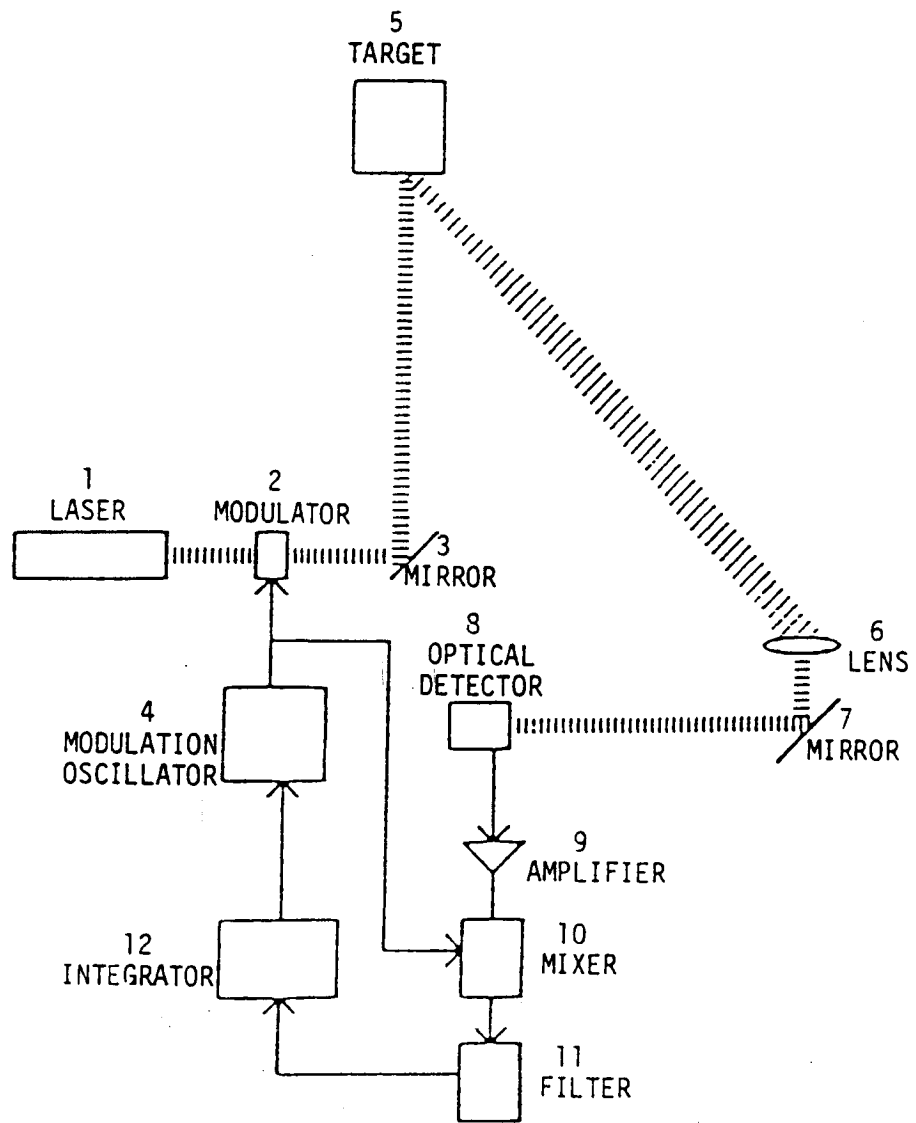 5
TARGET
1
LASER
2
MODULATOR
3
MIRROR
4
MODULATION
OSCILLATOR
8
OPTICAL
DETECTOR
6
LENS
7
MIRROR
9
AMPLIFIER
12
INTEGRATOR
10
MIXER
11
FILTER